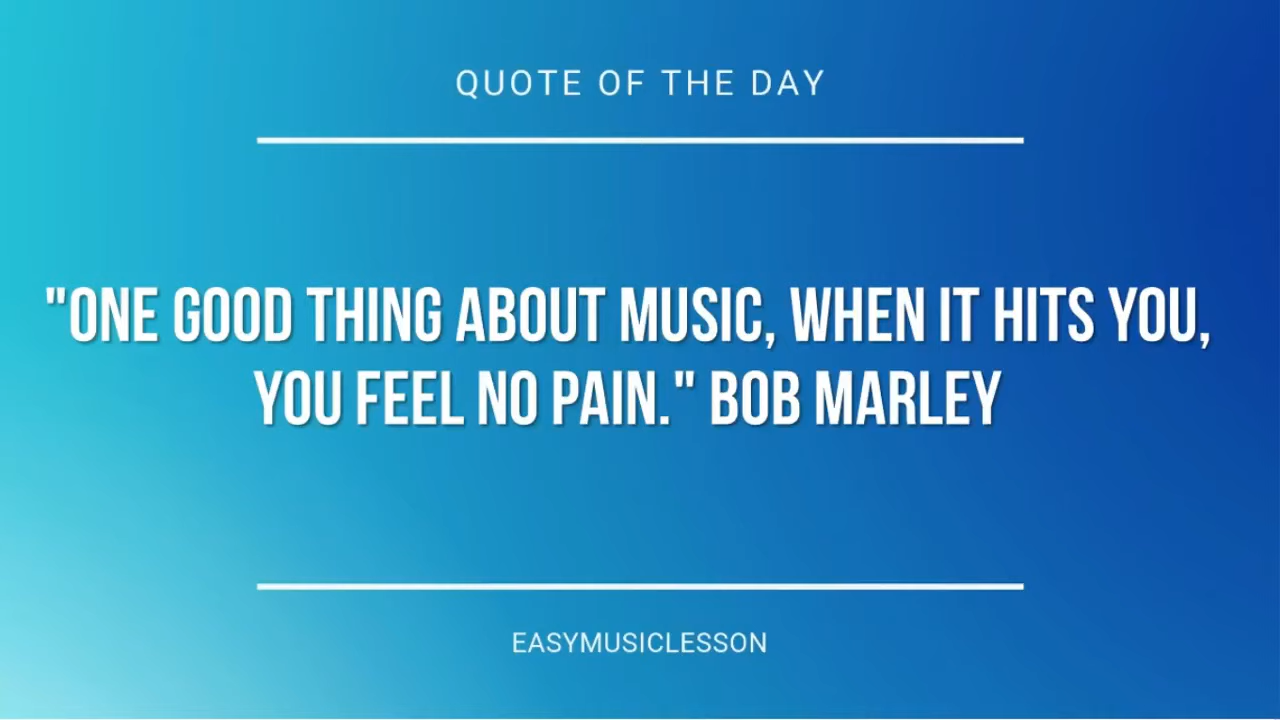 QUOTE OF THE DAY
"ONE GOOD THING ABOUT MUSIC, WHEN IT HITS YOU,
YOU FEEL NO PAIN." BOB MARLEY
EASYMUSICLESSON